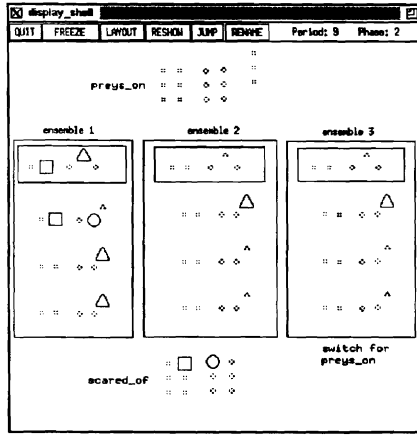 display_shell
QUIT FREEZE LAYOUT RESHOW JUMP RENAME Period: 9 Phase: 2
preys_on
ensemble 1 ensemble 2 ensemble 3
switch for
preys_on
scared_of